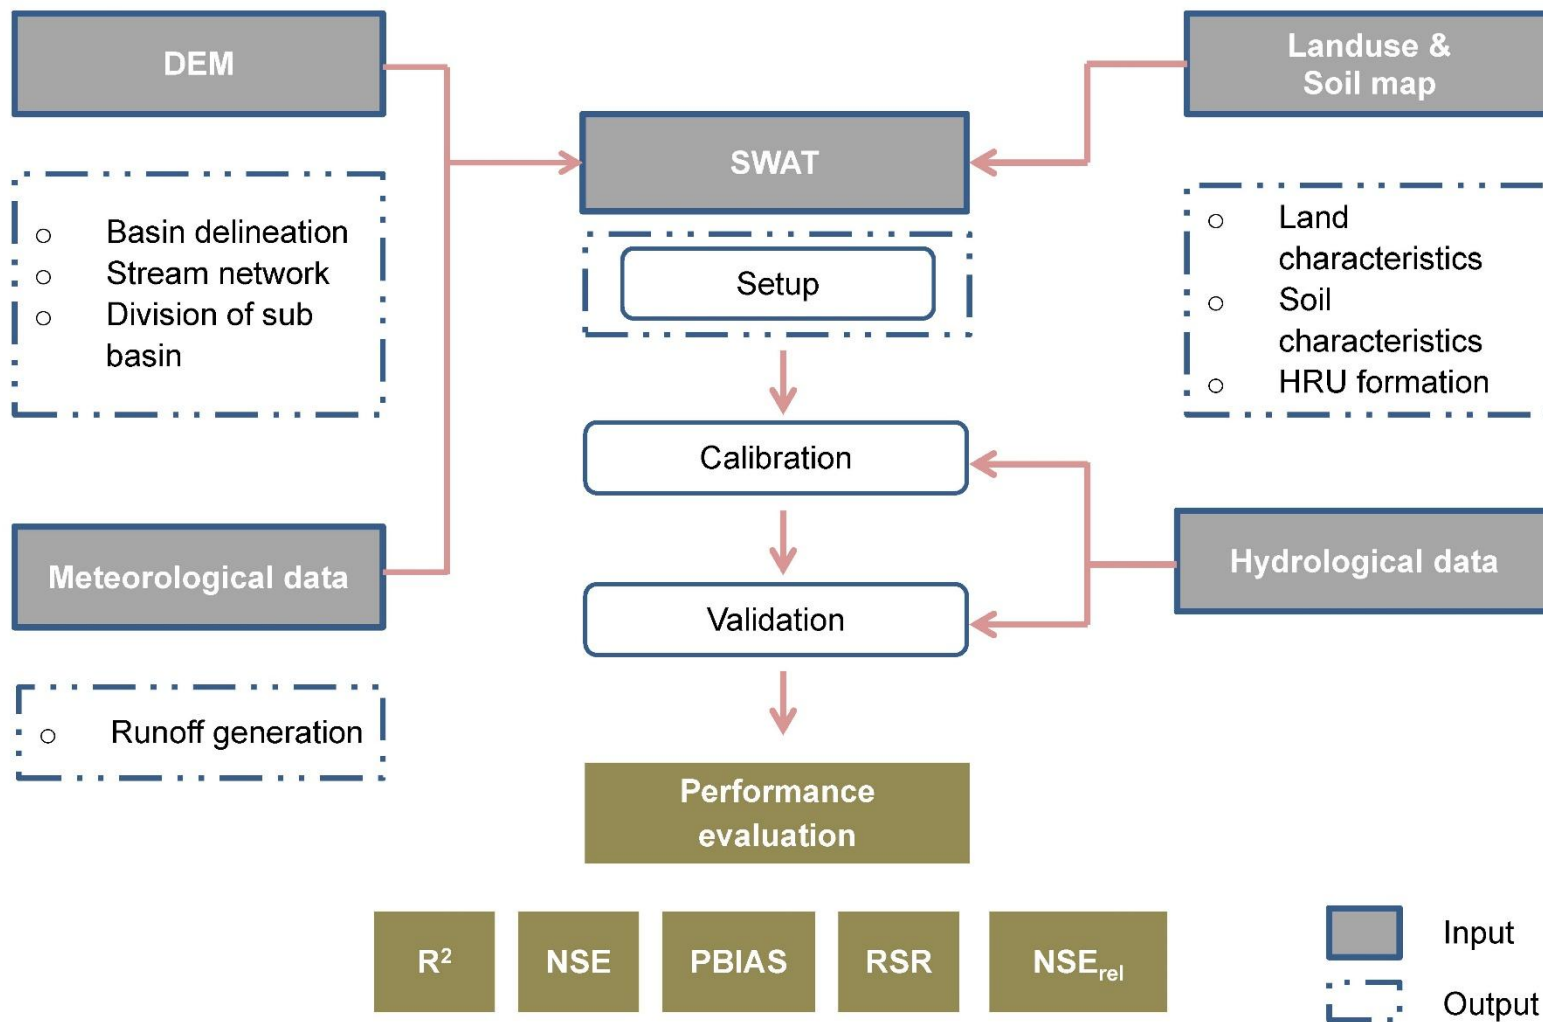 DEM
Landuse &
Soil map
SWAT
○ Basin delineation
○ Stream network
○ Division of sub
basin
Setup
○ Land
characteristics
○ Soil
characteristics
○ HRU formation
Calibration
Meteorological data
Hydrological data
Validation
○ Runoff generation
Performance
evaluation
R²
NSE
PBIAS
RSR
NSErel
Input
Output